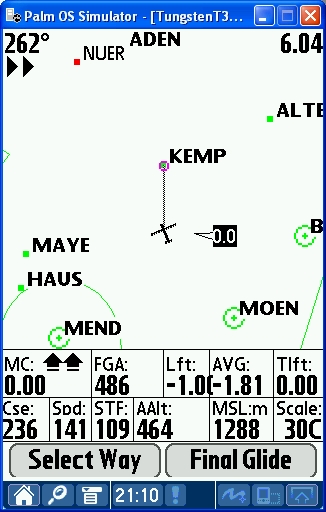 Palm OS Simulator - [TungstenT3...
262° ADEN 6.04
NUER
ALTE
KEMP
0.0
B
MAYE
HAUS
MOEN
MEND
MC: FGA: Lft: AVG: Tlft:
0.00 486 -1.0( -1.81 0.00
Cse: Spd: STF: AAlt: MSL:m Scale:
236 141 109 464 1288 30C
Select Way Final Glide
21:10